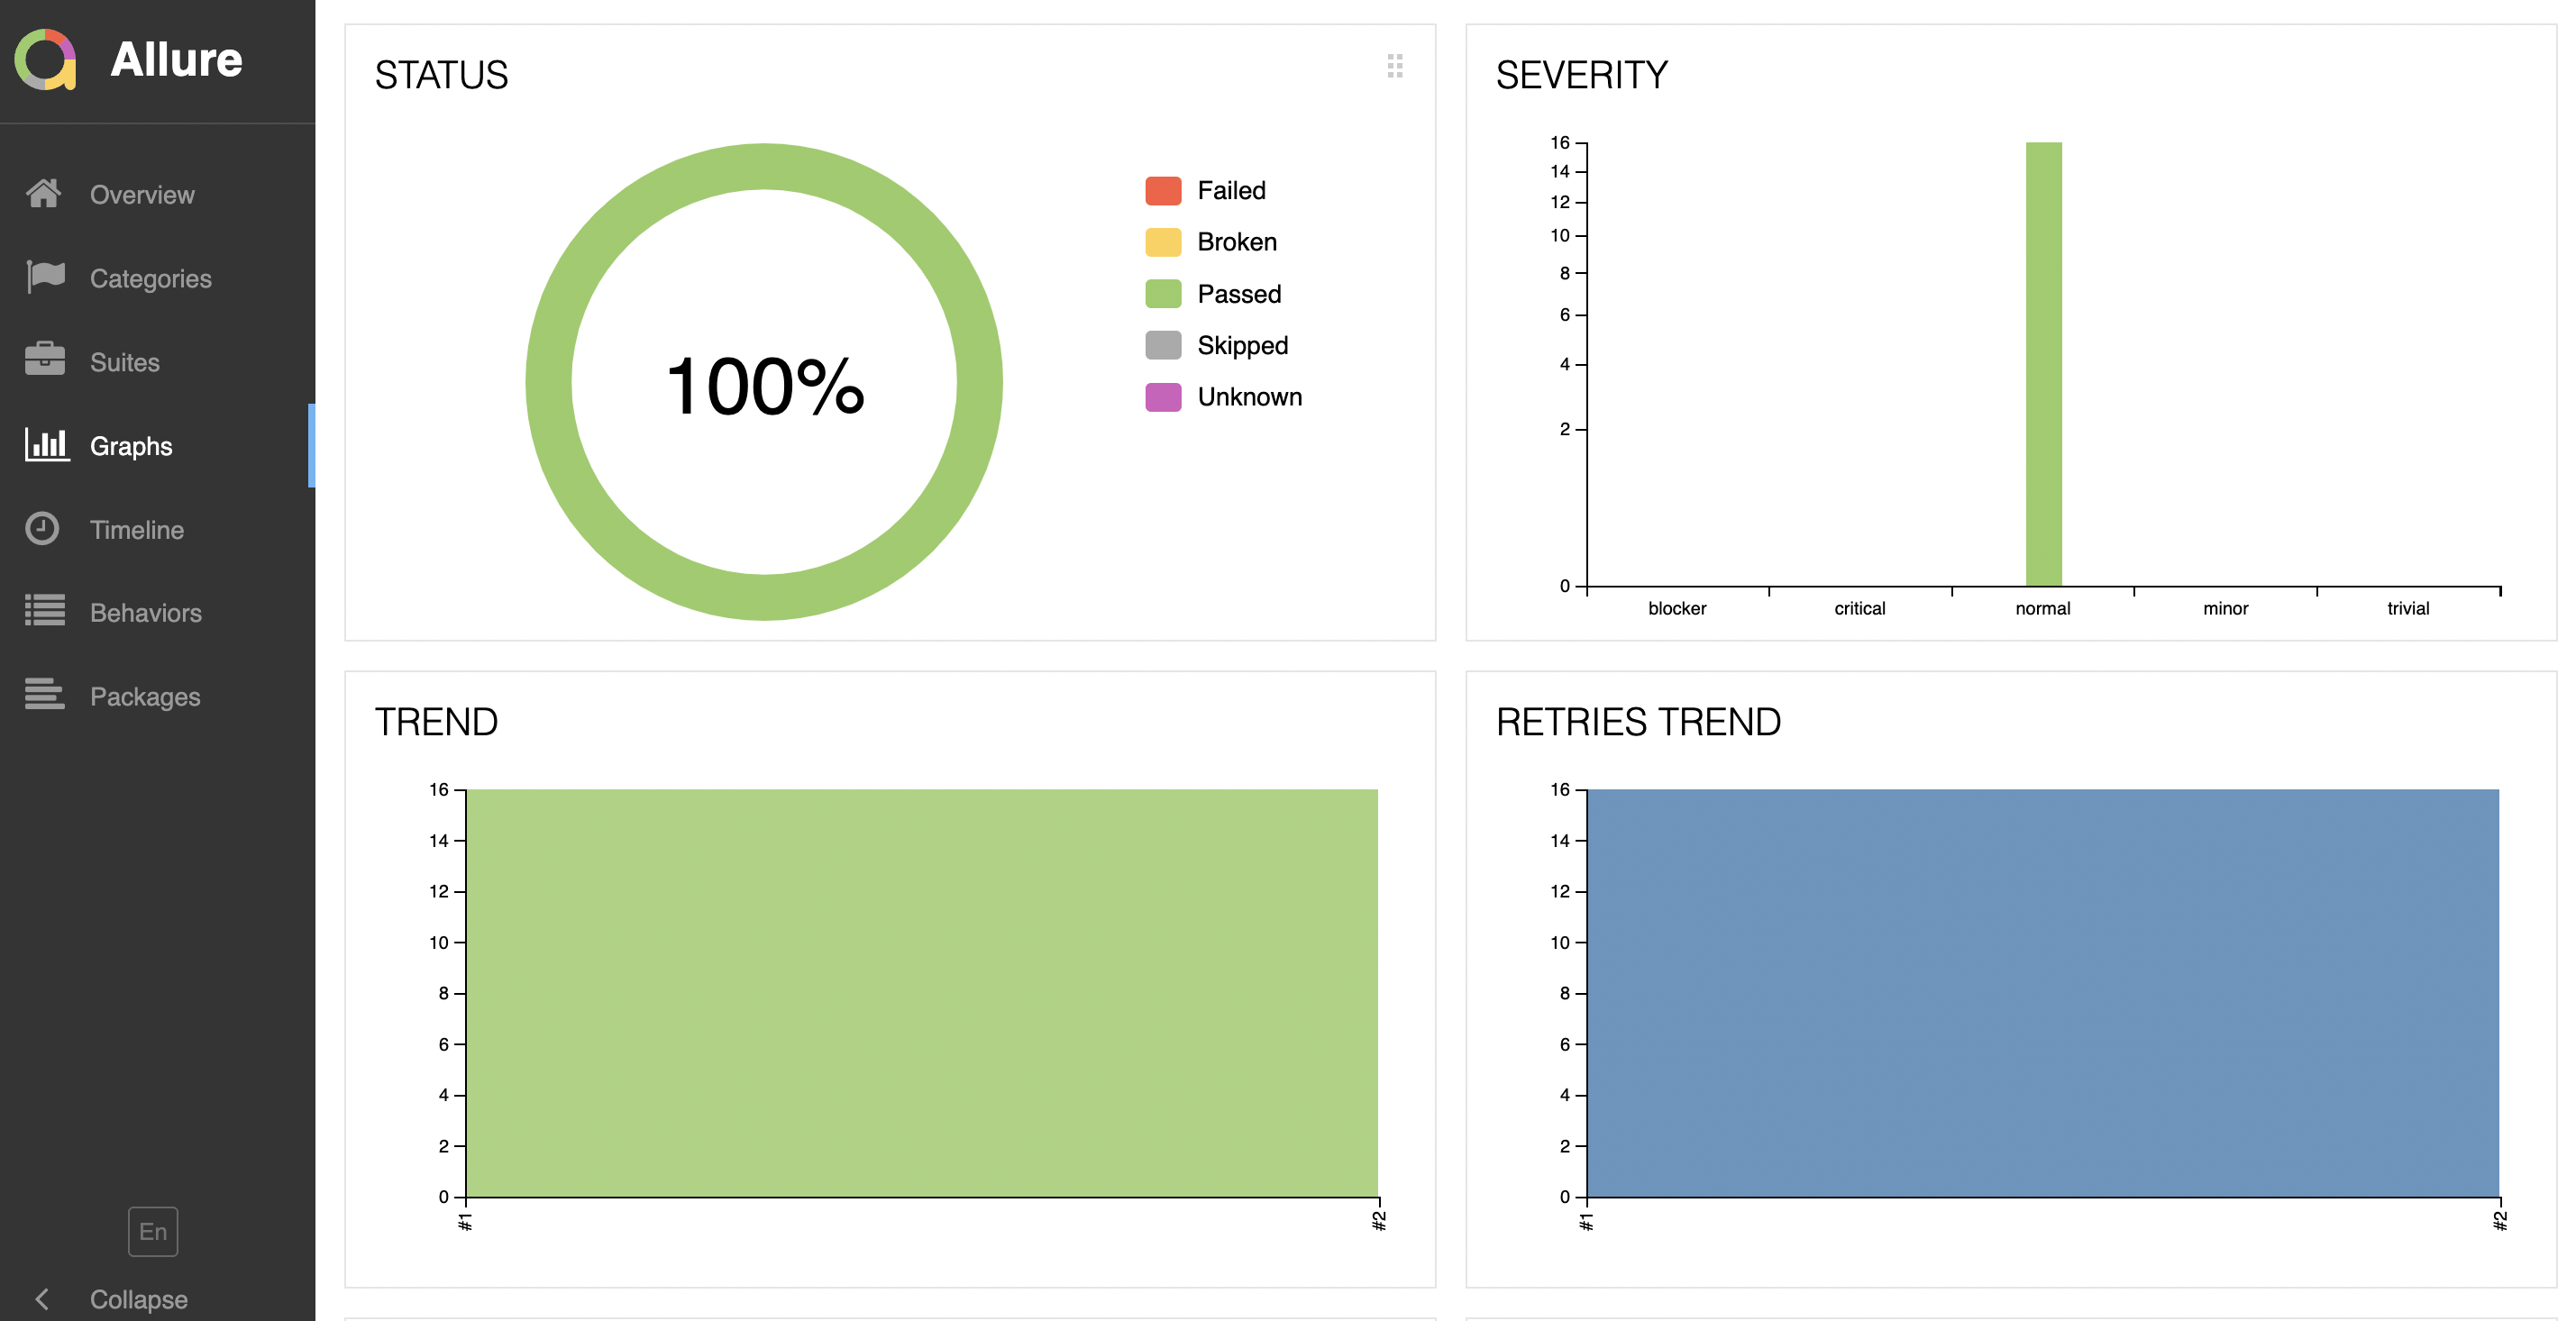 Allure
Overview
Categories
Suites
Graphs
Timeline
Behaviors
Packages
En
Collapse
STATUS
100%
Failed
Broken
Passed
Skipped
Unknown
SEVERITY
16
14
12
10
8
6
4
2
0
blocker critical normal minor trivial
TREND
16
14
12
10
8
6
4
2
0
#1 #2
RETRIES TREND
16
14
12
10
8
6
4
2
0
#1 #2